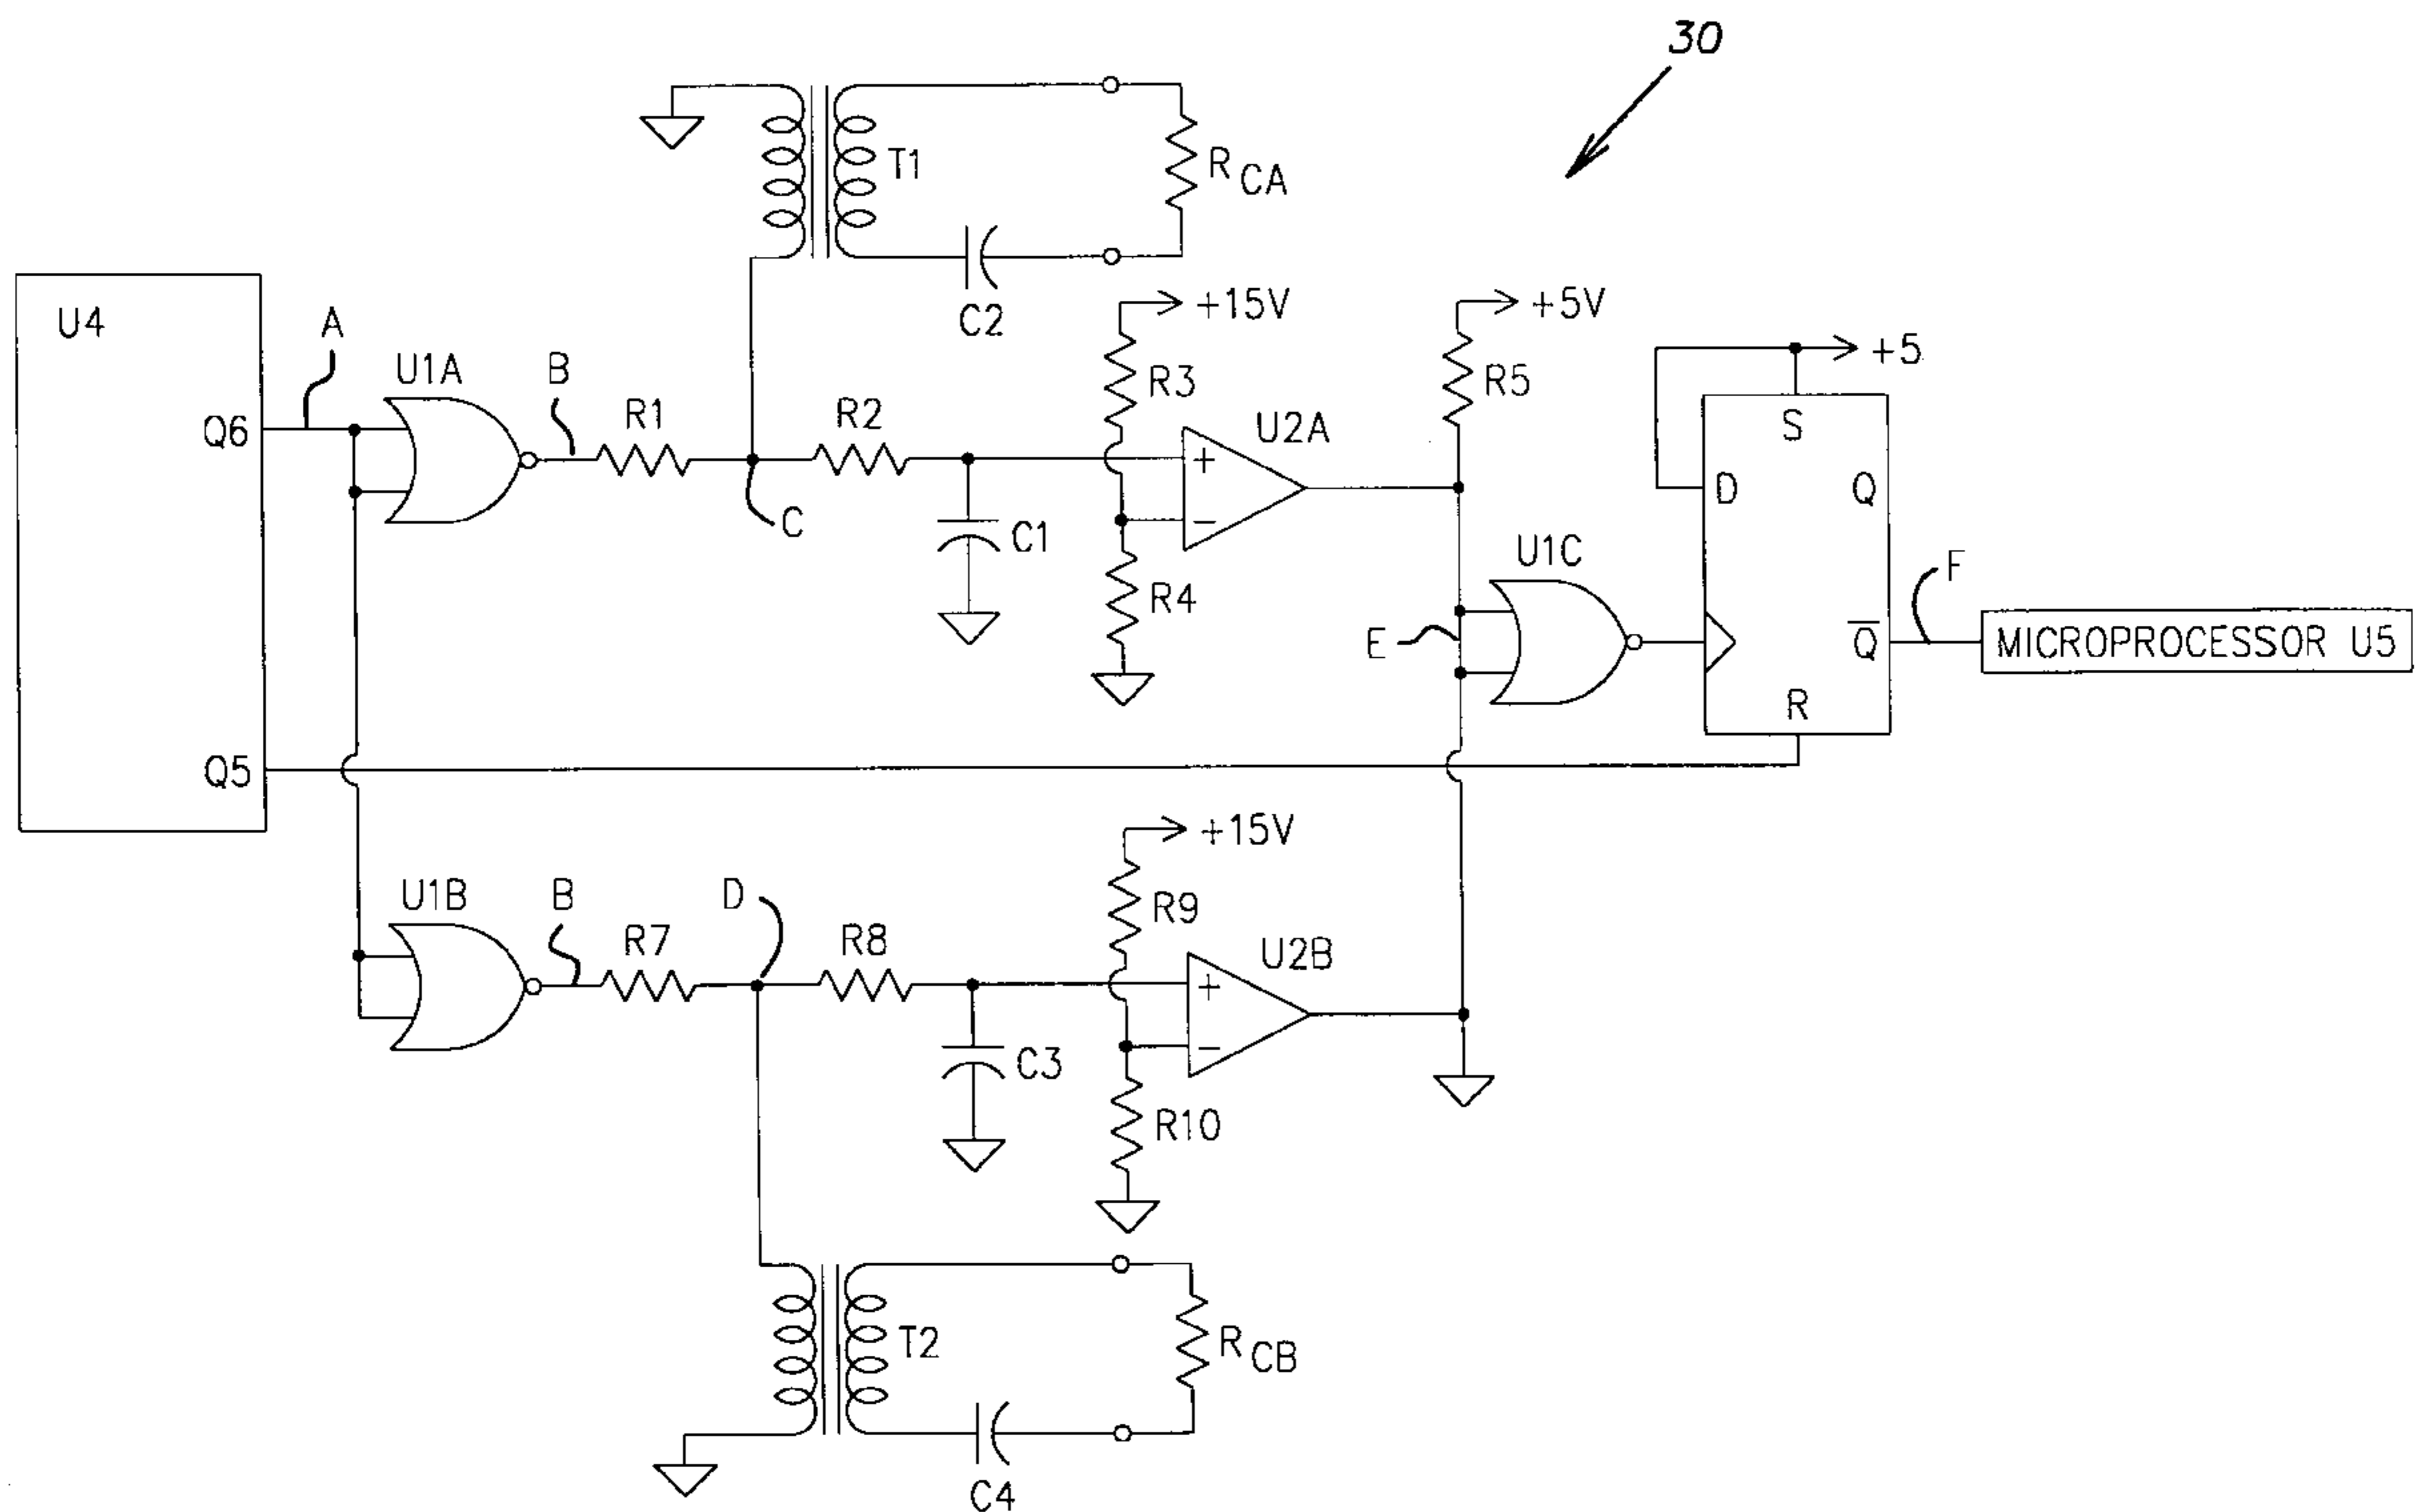 30
T1
R CA
C2
+15V
+5V
+5
U4
A
U1A
B
R1
R2
R3
R5
S
Q6
U2A
+
−
D
Q
C
C1
R4
U1C
E
F
Q̅
MICROPROCESSOR U5
R
Q5
+15V
U1B
B
D
R7
R8
R9
U2B
+
−
C3
R10
T2
R CB
C4